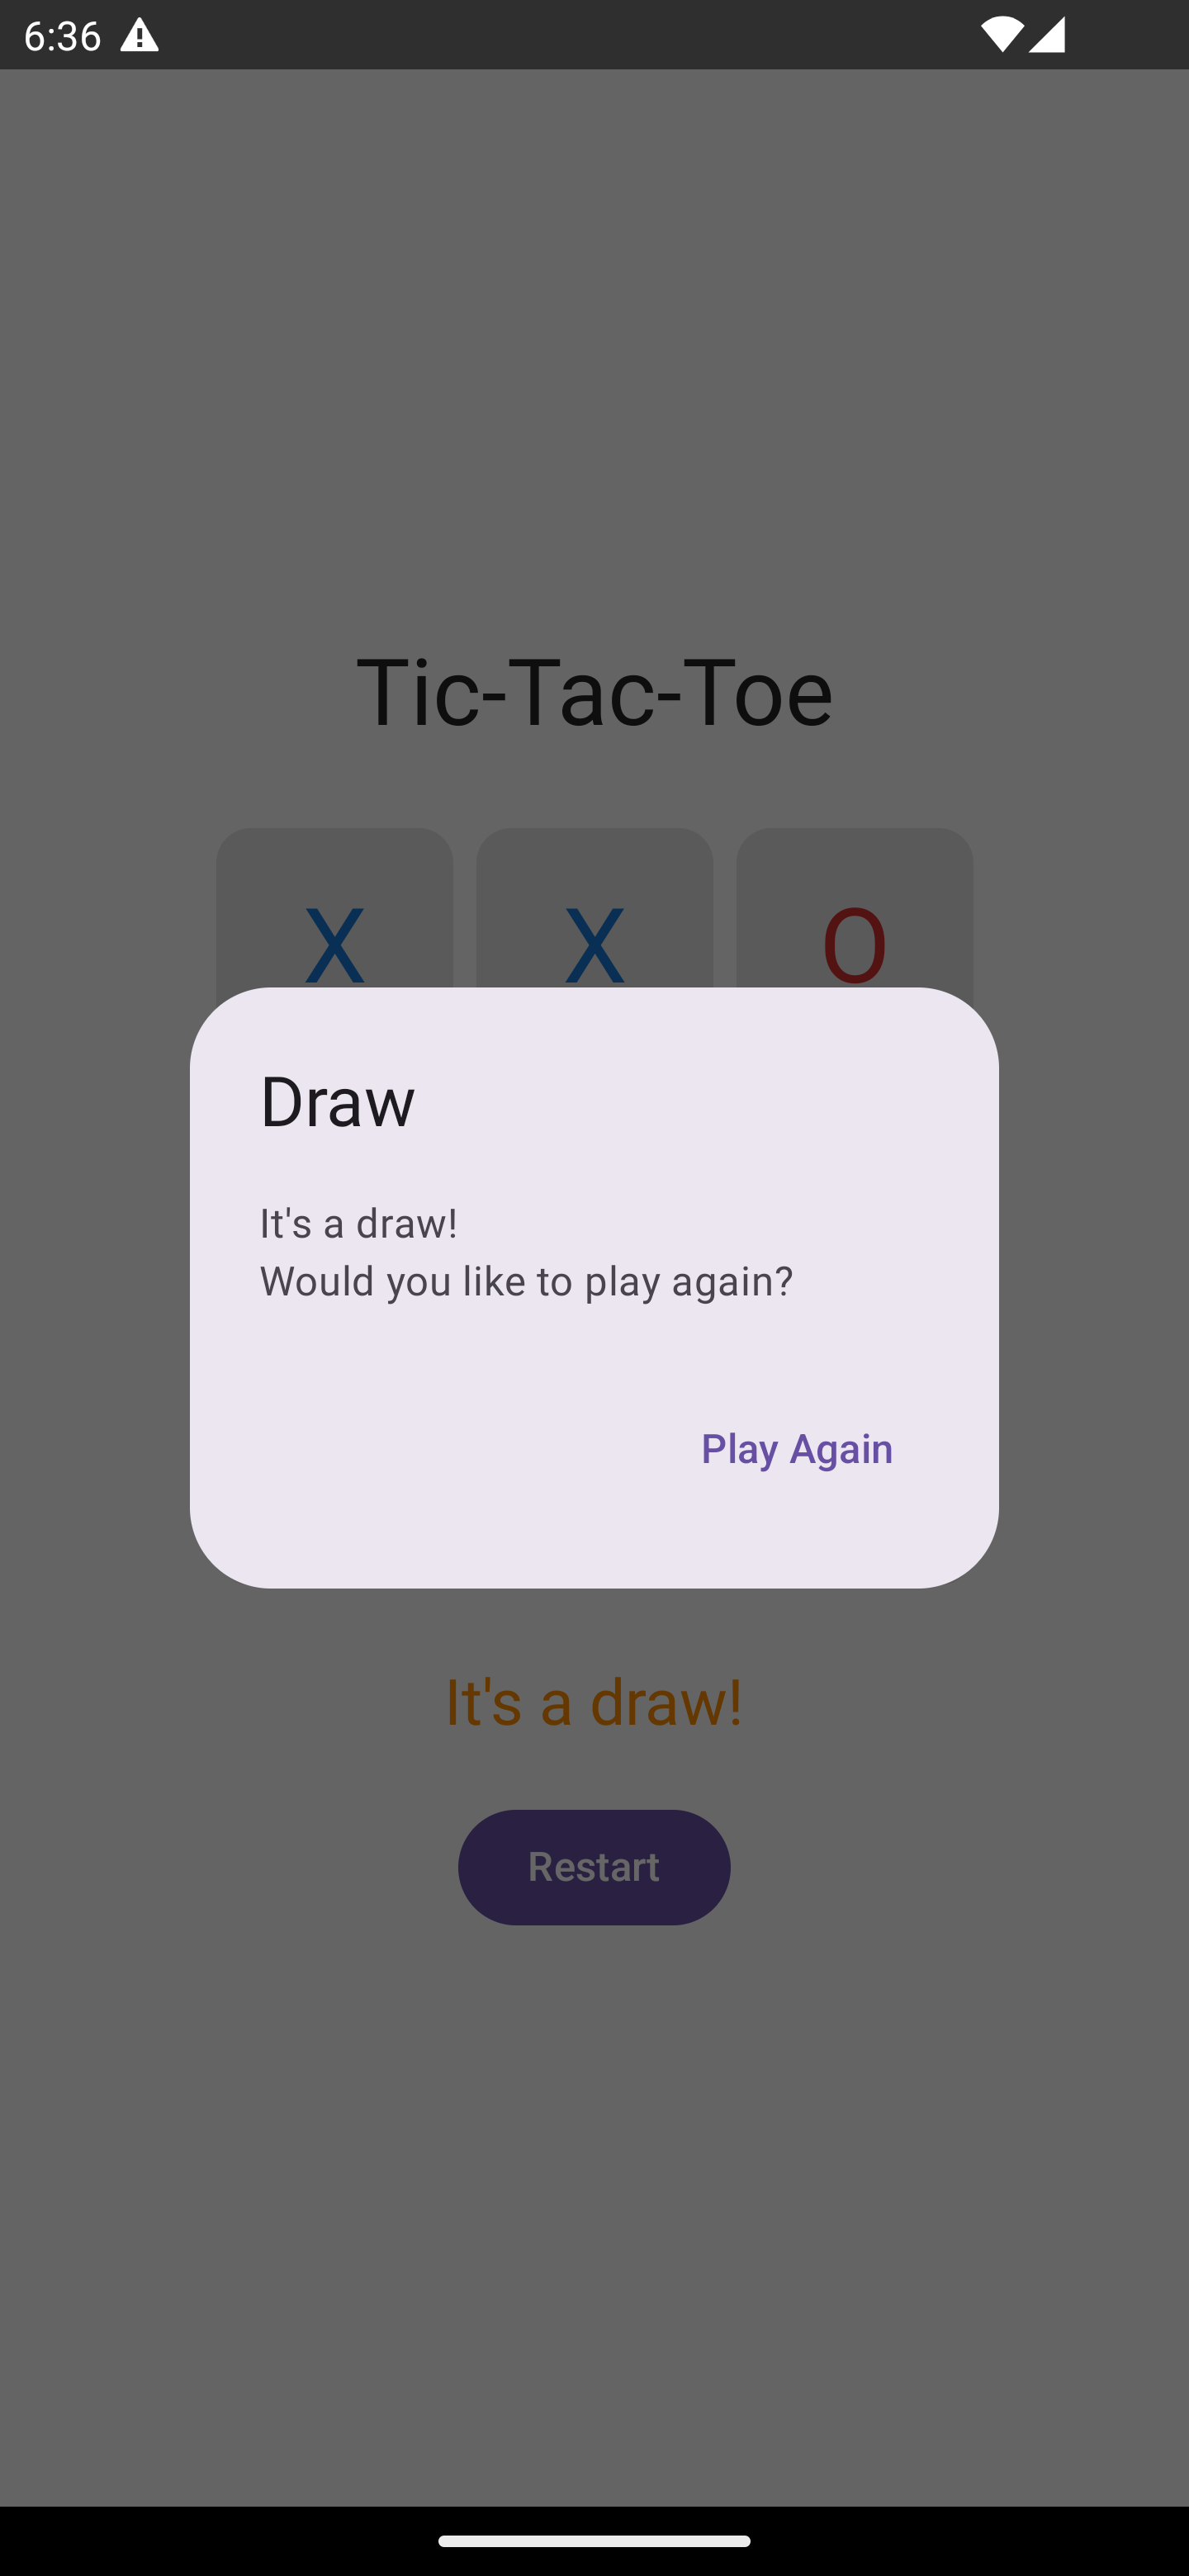 6:36
Tic-Tac-Toe
X X O
Draw
It's a draw!
Would you like to play again?
Play Again
It's a draw!
Restart